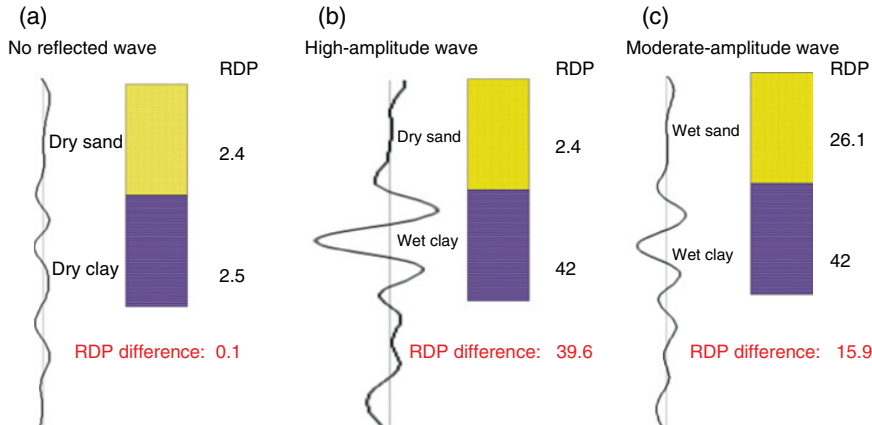 (a)
No reflected wave
RDP
Dry sand
2.4
Dry clay
2.5
RDP difference: 0.1
(b)
High-amplitude wave
RDP
Dry sand
2.4
Wet clay
42
RDP difference: 39.6
(c)
Moderate-amplitude wave
RDP
Wet sand
26.1
Wet clay
42
RDP difference: 15.9